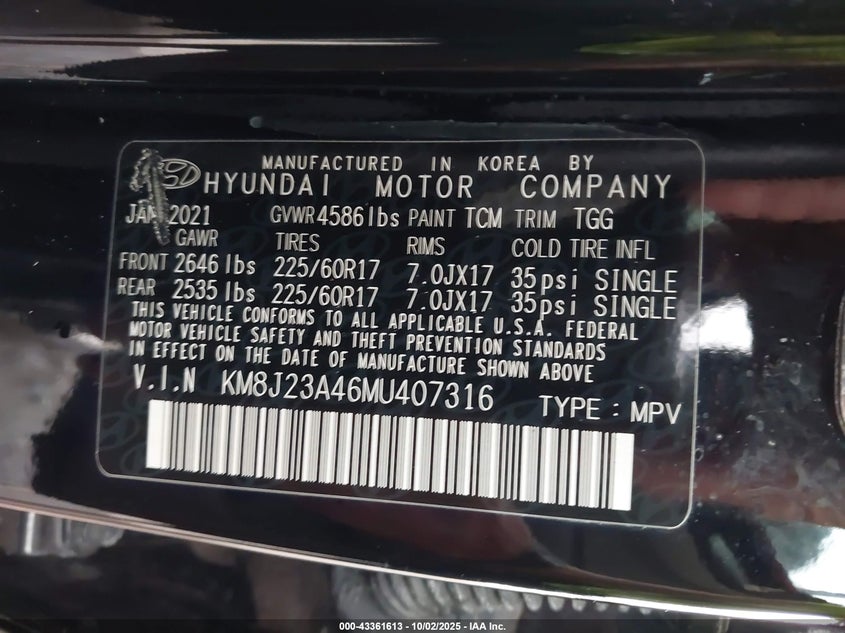 MANUFACTURED IN KOREA BY
HYUNDAI MOTOR COMPANY
JAN 2021 GVWR 4586 lbs PAINT TCM TRIM TGG
GAWR TIRES RIMS COLD TIRE INFL
FRONT 2646 lbs 225/60R17 7.0JX17 35psi SINGLE
REAR 2535 lbs 225/60R17 7.0JX17 35psi SINGLE
THIS VEHICLE CONFORMS TO ALL APPLICABLE U.S.A. FEDERAL
MOTOR VEHICLE SAFETY AND THEFT PREVENTION STANDARDS
IN EFFECT ON THE DATE OF MANUFACTURE SHOWN ABOVE
V.I.N KM8J23A46MU407316 TYPE : MPV
000-43361613 - 10/02/2025 - IAA Inc.